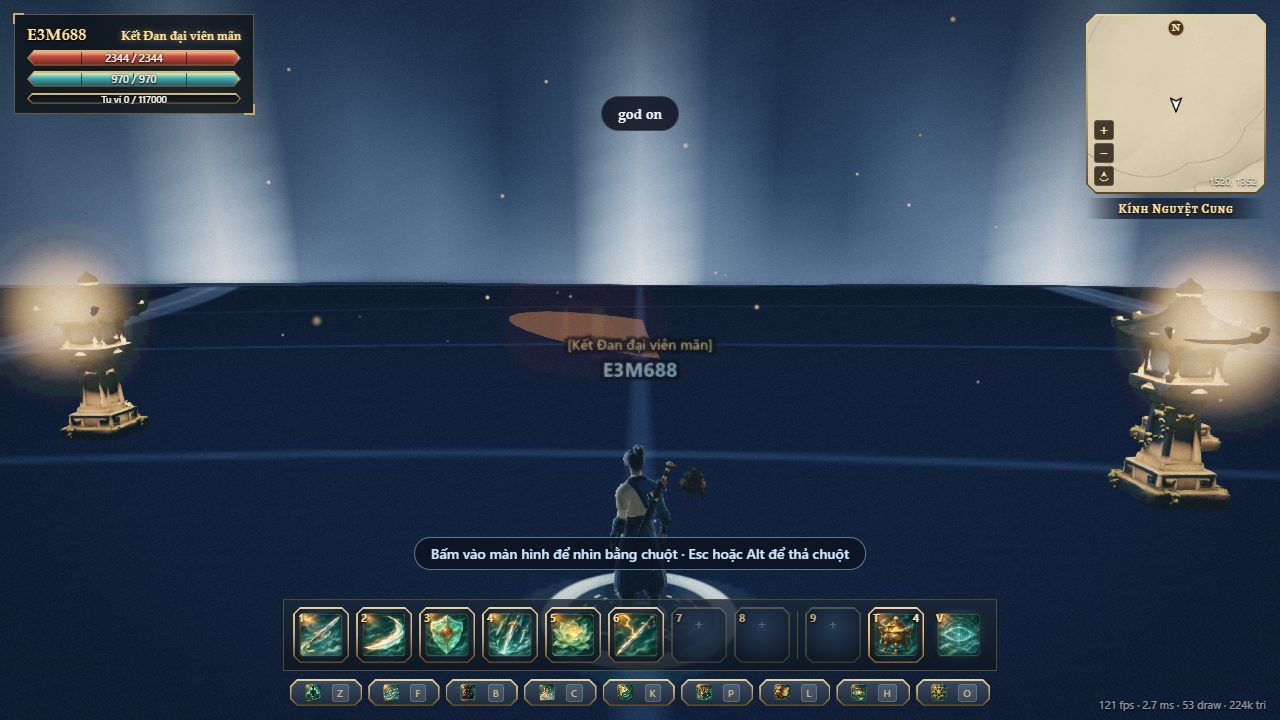 E3M688
Kết Đan đại viên mãn
2344 / 2344
970 / 970
Tu vi 0 / 117000
god on
N
+
−
1520, 1352
Kính Nguyệt Cung
[Kết Đan đại viên mãn]
E3M688
Bấm vào màn hình để nhìn bằng chuột · Esc hoặc Alt để thả chuột
1 2 3 4 5 6 7 + 8 + 9 + T 4 V
Z F B C K P L H O
121 fps · 2.7 ms · 53 draw · 224k tri